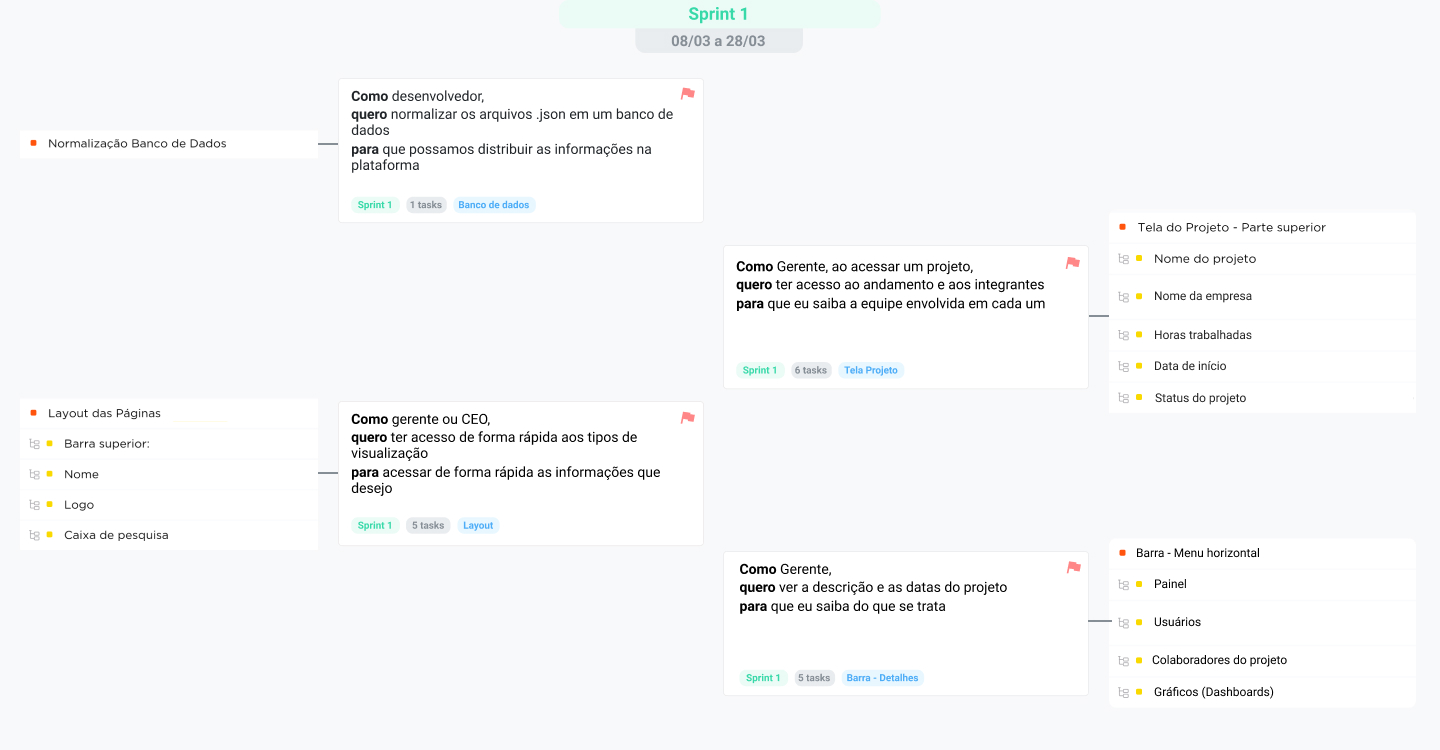 Sprint 1
08/03 a 28/03
Normalização Banco de Dados
Como desenvolvedor,
quero normalizar os arquivos .json em um banco de
dados
para que possamos distribuir as informações na
plataforma
Sprint 1 1 tasks Banco de dados
Como Gerente, ao acessar um projeto,
quero ter acesso ao andamento e aos integrantes
para que eu saiba a equipe envolvida em cada um
Sprint 1 6 tasks Tela Projeto
Tela do Projeto - Parte superior
Nome do projeto
Nome da empresa
Horas trabalhadas
Data de início
Status do projeto
Layout das Páginas
Barra superior:
Nome
Logo
Caixa de pesquisa
Como gerente ou CEO,
quero ter acesso de forma rápida aos tipos de
visualização
para acessar de forma rápida as informações que
desejo
Sprint 1 5 tasks Layout
Como Gerente,
quero ver a descrição e as datas do projeto
para que eu saiba do que se trata
Sprint 1 5 tasks Barra - Detalhes
Barra - Menu horizontal
Painel
Usuários
Colaboradores do projeto
Gráficos (Dashboards)